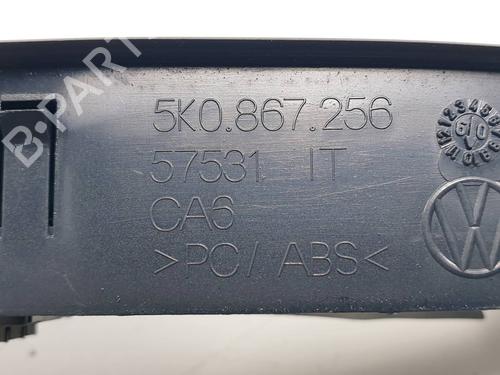 B-PARTS
5K0.867.256
57531 IT
CA6
>PC/ABS<